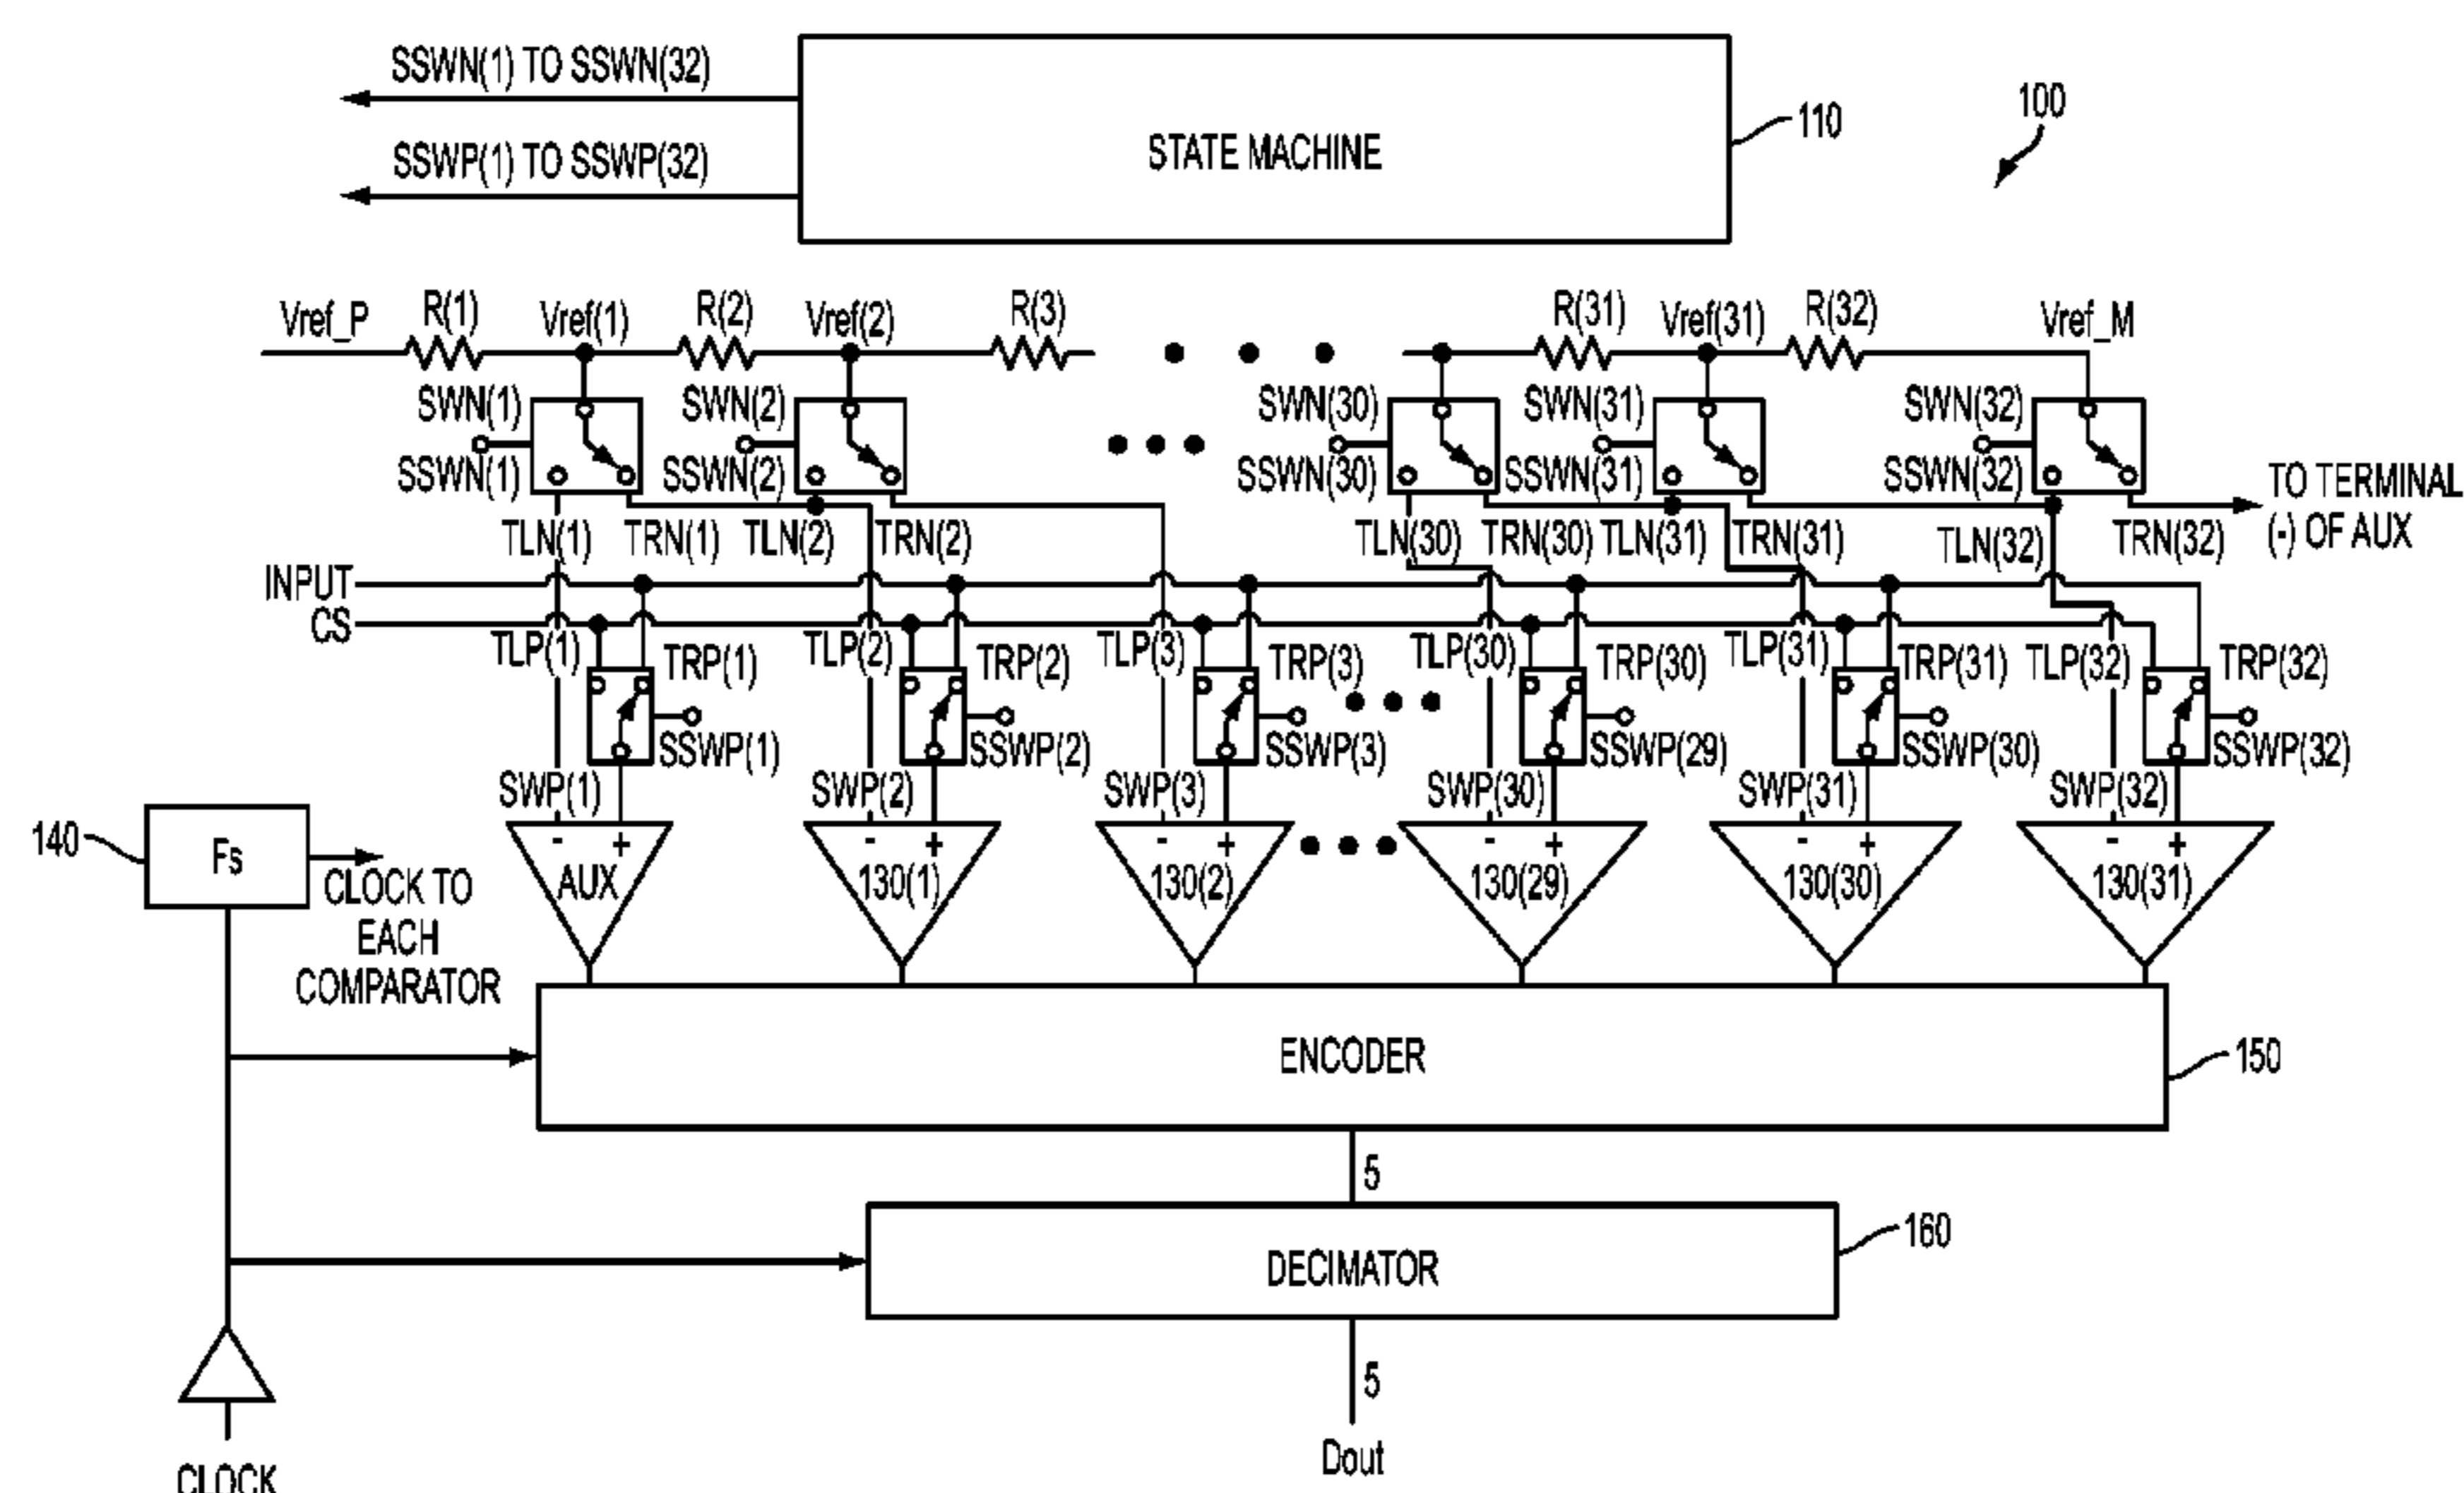 SSWN(1) TO SSWN(32)
SSWP(1) TO SSWP(32)
STATE MACHINE
110
100
Vref_P
R(1)
Vref(1)
R(2)
Vref(2)
R(3)
R(31)
Vref(31)
R(32)
Vref_M
SWN(1)
SWN(2)
SWN(30)
SWN(31)
SWN(32)
SSWN(1)
SSWN(2)
SSWN(30)
SSWN(31)
SSWN(32)
TO TERMINAL
(-) OF AUX
TLN(1)
TRN(1)
TLN(2)
TRN(2)
TLN(30)
TRN(30)
TLN(31)
TRN(31)
TLN(32)
TRN(32)
INPUT
CS
TLP(1)
TRP(1)
TLP(2)
TRP(2)
TLP(3)
TRP(3)
TLP(30)
TRP(30)
TLP(31)
TRP(31)
TLP(32)
TRP(32)
SSWP(1)
SSWP(2)
SSWP(3)
SSWP(29)
SSWP(30)
SSWP(32)
SWP(1)
SWP(2)
SWP(3)
SWP(30)
SWP(31)
SWP(32)
- +
- +
- +
- +
- +
- +
AUX
130(1)
130(2)
130(29)
130(30)
130(31)
140
Fs
CLOCK TO
EACH
COMPARATOR
ENCODER
150
5
DECIMATOR
160
5
Dout
CLOCK